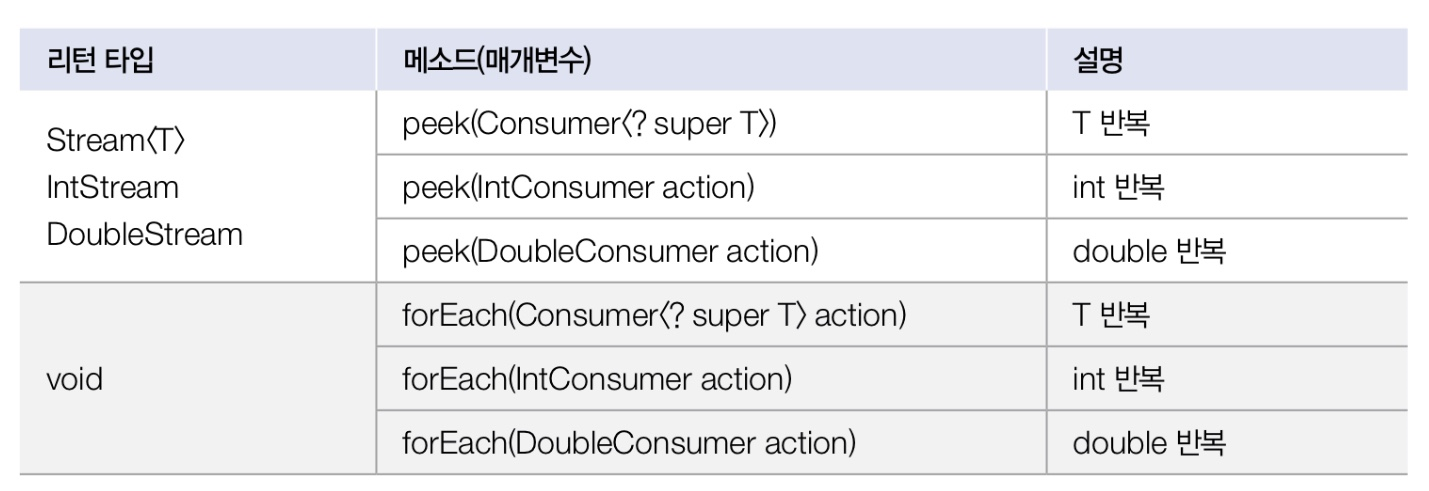 리턴 타입 메소드(매개변수) 설명
Stream〈T〉
IntStream
DoubleStream
peek(Consumer〈? super T〉) T 반복
peek(IntConsumer action) int 반복
peek(DoubleConsumer action) double 반복
void
forEach(Consumer〈? super T〉 action) T 반복
forEach(IntConsumer action) int 반복
forEach(DoubleConsumer action) double 반복